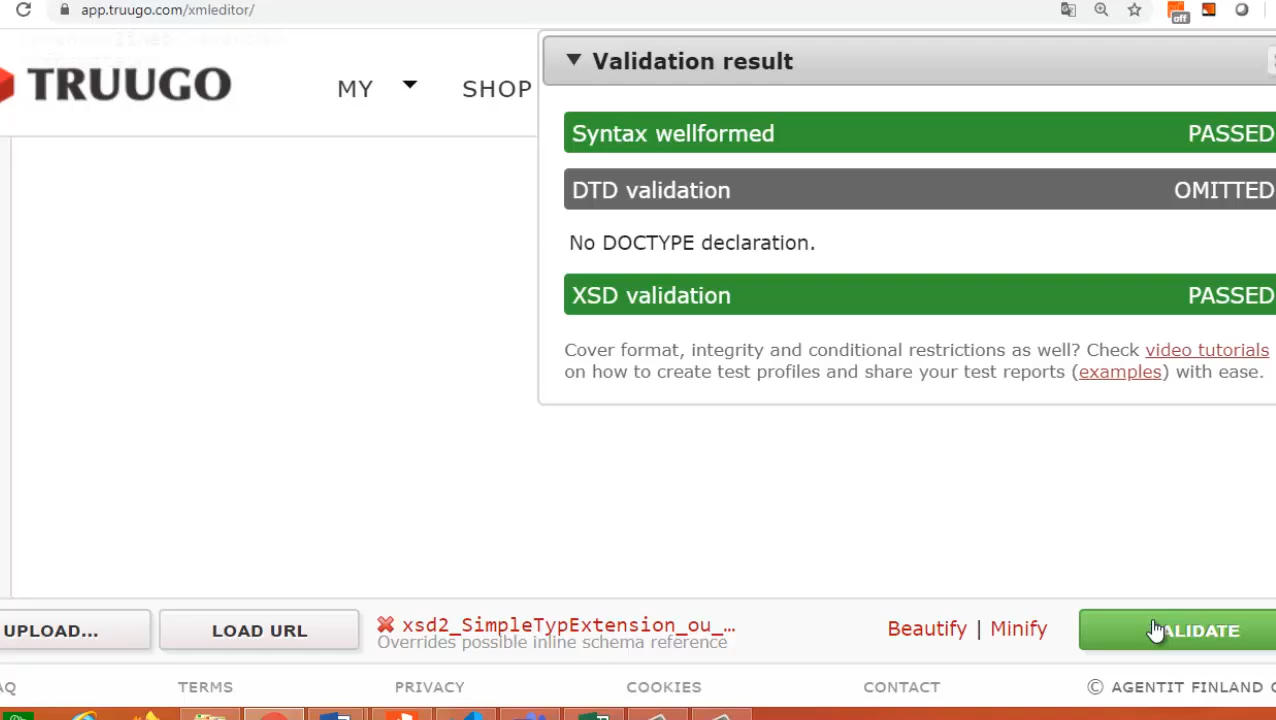 app.truugo.com/xmleditor/
off
TRUUGO
MY
SHOP
▼ Validation result
Syntax wellformed PASSED
DTD validation OMITTED
No DOCTYPE declaration.
XSD validation PASSED
Cover format, integrity and conditional restrictions as well? Check video tutorials
on how to create test profiles and share your test reports (examples) with ease.
UPLOAD...
LOAD URL
xsd2_SimpleTypExtension_ou_…
Overrides possible inline schema reference
Beautify | Minify
ALIDATE
AQ
TERMS
PRIVACY
COOKIES
CONTACT
© AGENTIT FINLAND